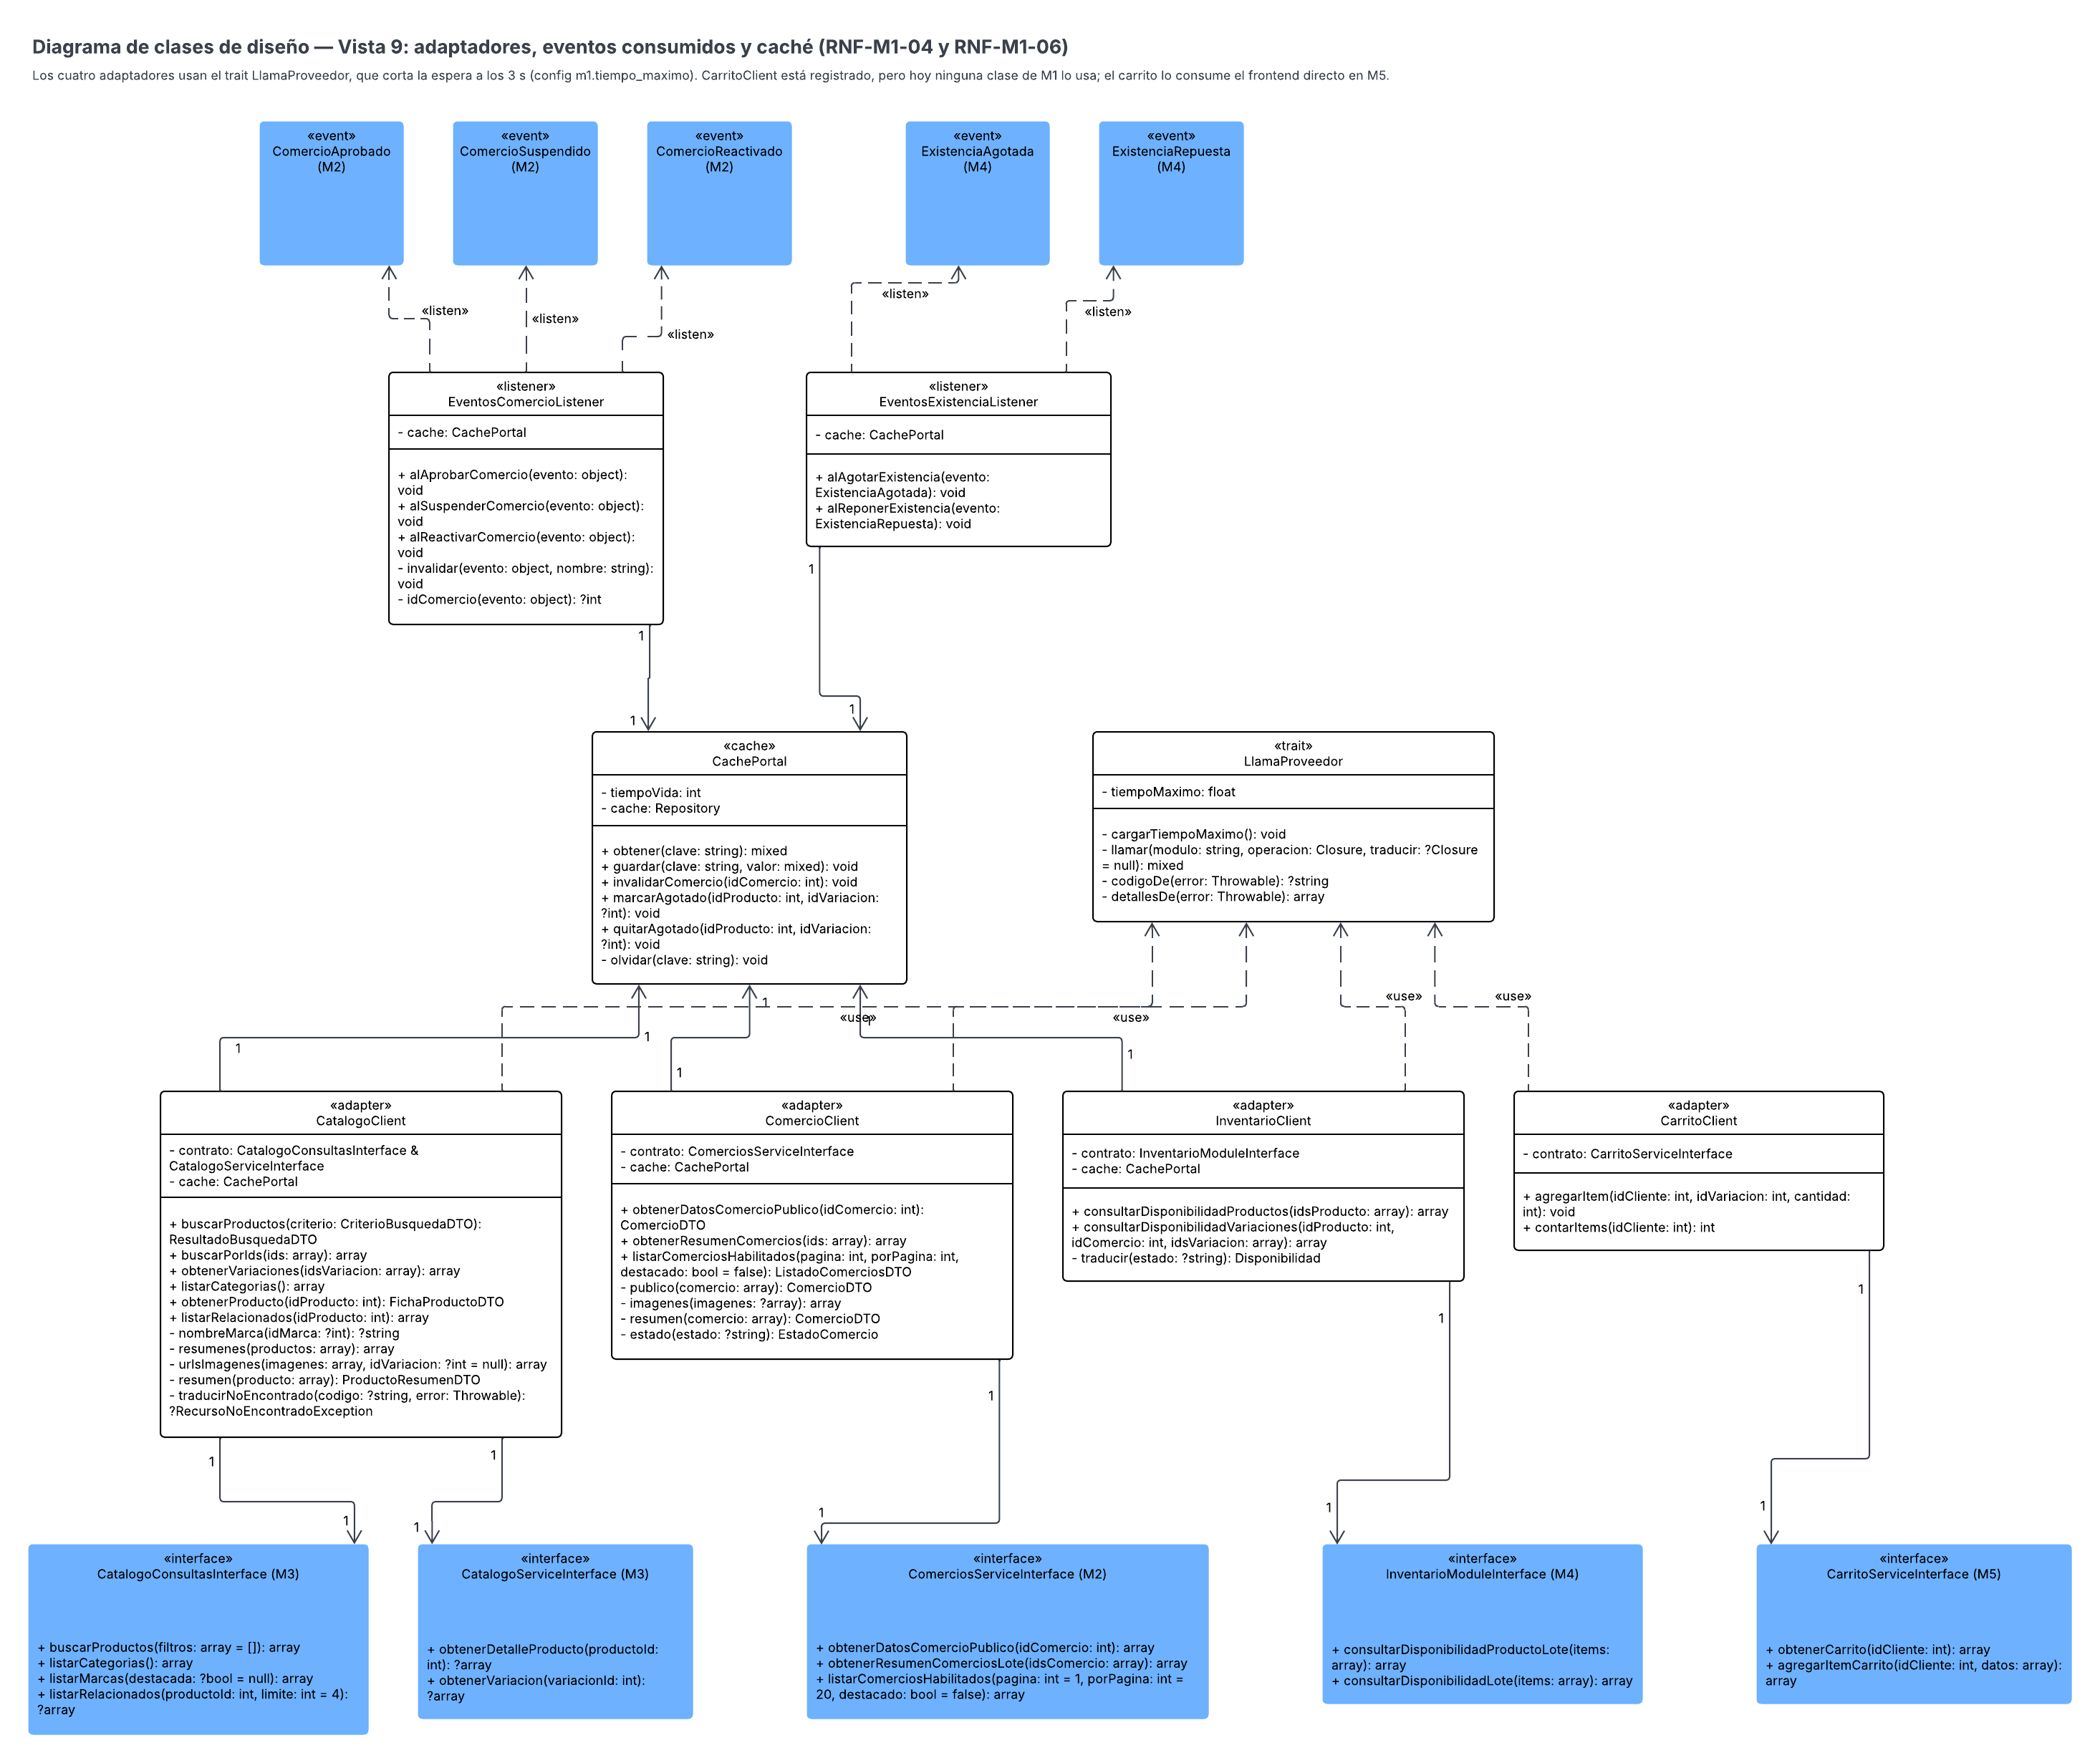 Diagrama de clases de diseño — Vista 9: adaptadores, eventos consumidos y caché (RNF-M1-04 y RNF-M1-06)
Los cuatro adaptadores usan el trait LlamaProveedor, que corta la espera a los 3 s (config m1.tiempo_maximo). CarritoClient está registrado, pero hoy ninguna clase de M1 lo usa; el carrito lo consume el frontend directo en M5.
«event»
ComercioAprobado
(M2)
«event»
ComercioSuspendido
(M2)
«event»
ComercioReactivado
(M2)
«event»
ExistenciaAgotada
(M4)
«event»
ExistenciaRepuesta
(M4)
«listen»
«listen»
«listen»
«listen»
«listen»
«listener»
EventosComercioListener
- cache: CachePortal
+ alAprobarComercio(evento: object):
void
+ alSuspenderComercio(evento: object):
void
+ alReactivarComercio(evento: object):
void
- invalidar(evento: object, nombre: string):
void
- idComercio(evento: object): ?int
«listener»
EventosExistenciaListener
- cache: CachePortal
+ alAgotarExistencia(evento:
ExistenciaAgotada): void
+ alReponerExistencia(evento:
ExistenciaRepuesta): void
1
1
1
1
«cache»
CachePortal
- tiempoVida: int
- cache: Repository
+ obtener(clave: string): mixed
+ guardar(clave: string, valor: mixed): void
+ invalidarComercio(idComercio: int): void
+ marcarAgotado(idProducto: int, idVariacion:
?int): void
+ quitarAgotado(idProducto: int, idVariacion:
?int): void
- olvidar(clave: string): void
«trait»
LlamaProveedor
- tiempoMaximo: float
- cargarTiempoMaximo(): void
- llamar(modulo: string, operacion: Closure, traducir: ?Closure
= null): mixed
- codigoDe(error: Throwable): ?string
- detallesDe(error: Throwable): array
1
«use»
1
«use»
«use»
«use»
1
1
1
1
«adapter»
CatalogoClient
- contrato: CatalogoConsultasInterface &
CatalogoServiceInterface
- cache: CachePortal
+ buscarProductos(criterio: CriterioBusquedaDTO):
ResultadoBusquedaDTO
+ buscarPorIds(ids: array): array
+ obtenerVariaciones(idsVariacion: array): array
+ listarCategorias(): array
+ obtenerProducto(idProducto: int): FichaProductoDTO
+ listarRelacionados(idProducto: int): array
- nombreMarca(idMarca: ?int): ?string
- resumenes(productos: array): array
- urlsImagenes(imagenes: array, idVariacion: ?int = null): array
- resumen(producto: array): ProductoResumenDTO
- traducirNoEncontrado(codigo: ?string, error: Throwable):
?RecursoNoEncontradoException
«adapter»
ComercioClient
- contrato: ComerciosServiceInterface
- cache: CachePortal
+ obtenerDatosComercioPublico(idComercio: int):
ComercioDTO
+ obtenerResumenComercios(ids: array): array
+ listarComerciosHabilitados(pagina: int, porPagina: int,
destacado: bool = false): ListadoComerciosDTO
- publico(comercio: array): ComercioDTO
- imagenes(imagenes: ?array): array
- resumen(comercio: array): ComercioDTO
- estado(estado: ?string): EstadoComercio
«adapter»
InventarioClient
- contrato: InventarioModuleInterface
- cache: CachePortal
+ consultarDisponibilidadProductos(idsProducto: array): array
+ consultarDisponibilidadVariaciones(idProducto: int,
idComercio: int, idsVariacion: array): array
- traducir(estado: ?string): Disponibilidad
«adapter»
CarritoClient
- contrato: CarritoServiceInterface
+ agregarItem(idCliente: int, idVariacion: int, cantidad:
int): void
+ contarItems(idCliente: int): int
1
1
1
1
1
1
1
1
1
1
«interface»
CatalogoConsultasInterface (M3)
+ buscarProductos(filtros: array = []): array
+ listarCategorias(): array
+ listarMarcas(destacada: ?bool = null): array
+ listarRelacionados(productoId: int, limite: int = 4):
?array
«interface»
CatalogoServiceInterface (M3)
+ obtenerDetalleProducto(productoId:
int): ?array
+ obtenerVariacion(variacionId: int):
?array
«interface»
ComerciosServiceInterface (M2)
+ obtenerDatosComercioPublico(idComercio: int): array
+ obtenerResumenComerciosLote(idsComercio: array): array
+ listarComerciosHabilitados(pagina: int = 1, porPagina: int =
20, destacado: bool = false): array
«interface»
InventarioModuleInterface (M4)
+ consultarDisponibilidadProductoLote(items:
array): array
+ consultarDisponibilidadLote(items: array): array
«interface»
CarritoServiceInterface (M5)
+ obtenerCarrito(idCliente: int): array
+ agregarItemCarrito(idCliente: int, datos: array):
array